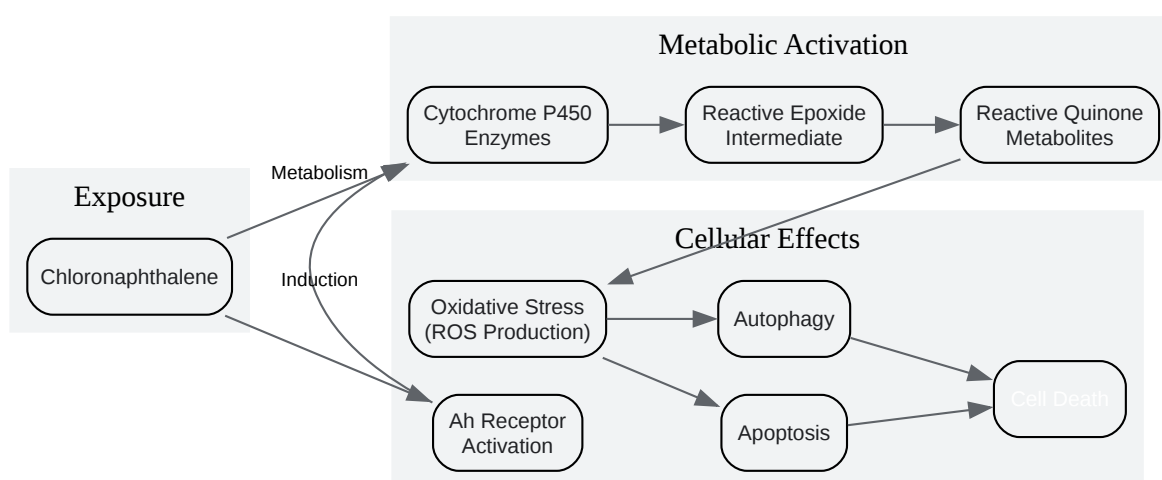 Metabolic Activation
Cytochrome P450
Enzymes
Reactive Epoxide
Intermediate
Reactive Quinone
Metabolites
Metabolism
Exposure
Chloronaphthalene
Induction
Cellular Effects
Oxidative Stress
(ROS Production)
Autophagy
Cell Death
Ah Receptor
Activation
Apoptosis